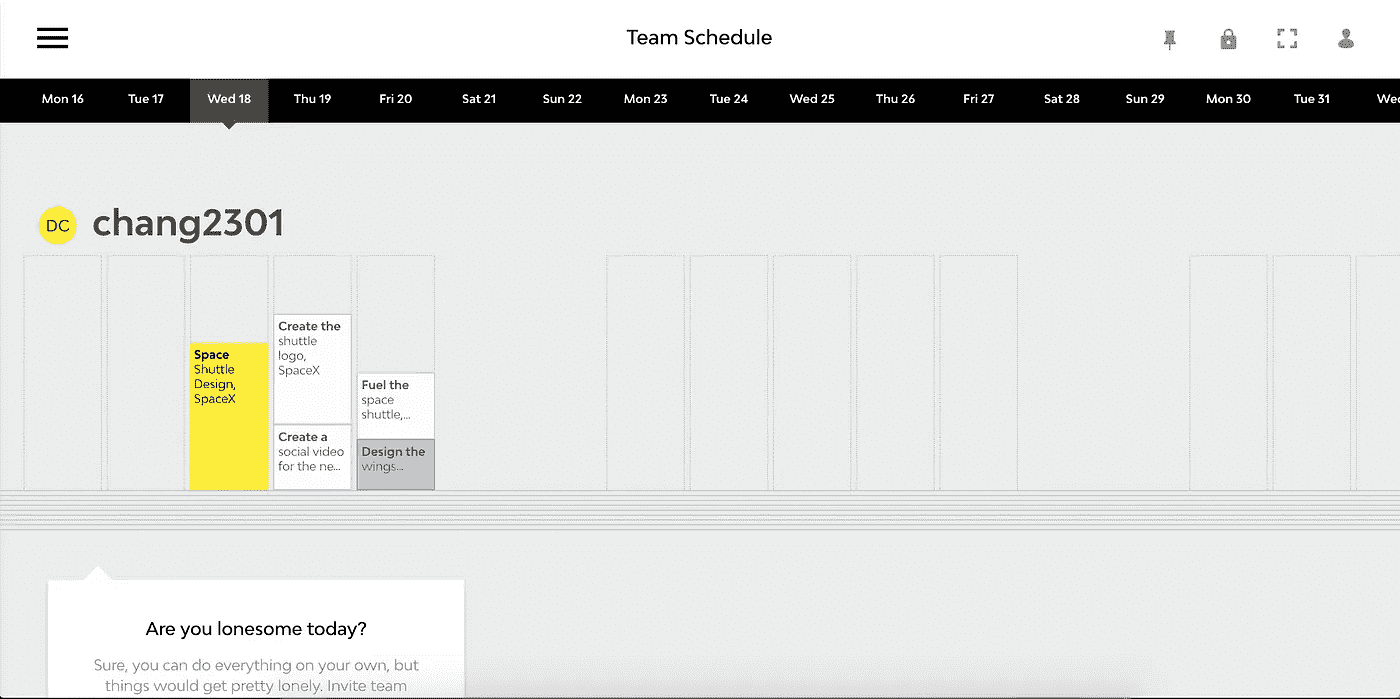 Team Schedule
Mon 16 Tue 17 Wed 18 Thu 19 Fri 20 Sat 21 Sun 22 Mon 23 Tue 24 Wed 25 Thu 26 Fri 27 Sat 28 Sun 29 Mon 30 Tue 31 Wed
DC chang2301
Space
Shuttle
Design,
SpaceX
Create the
shuttle
logo,
SpaceX
Create a
social video
for the ne...
Fuel the
space
shuttle,...
Design the
wings...
Are you lonesome today?
Sure, you can do everything on your own, but
things would get pretty lonely. Invite team